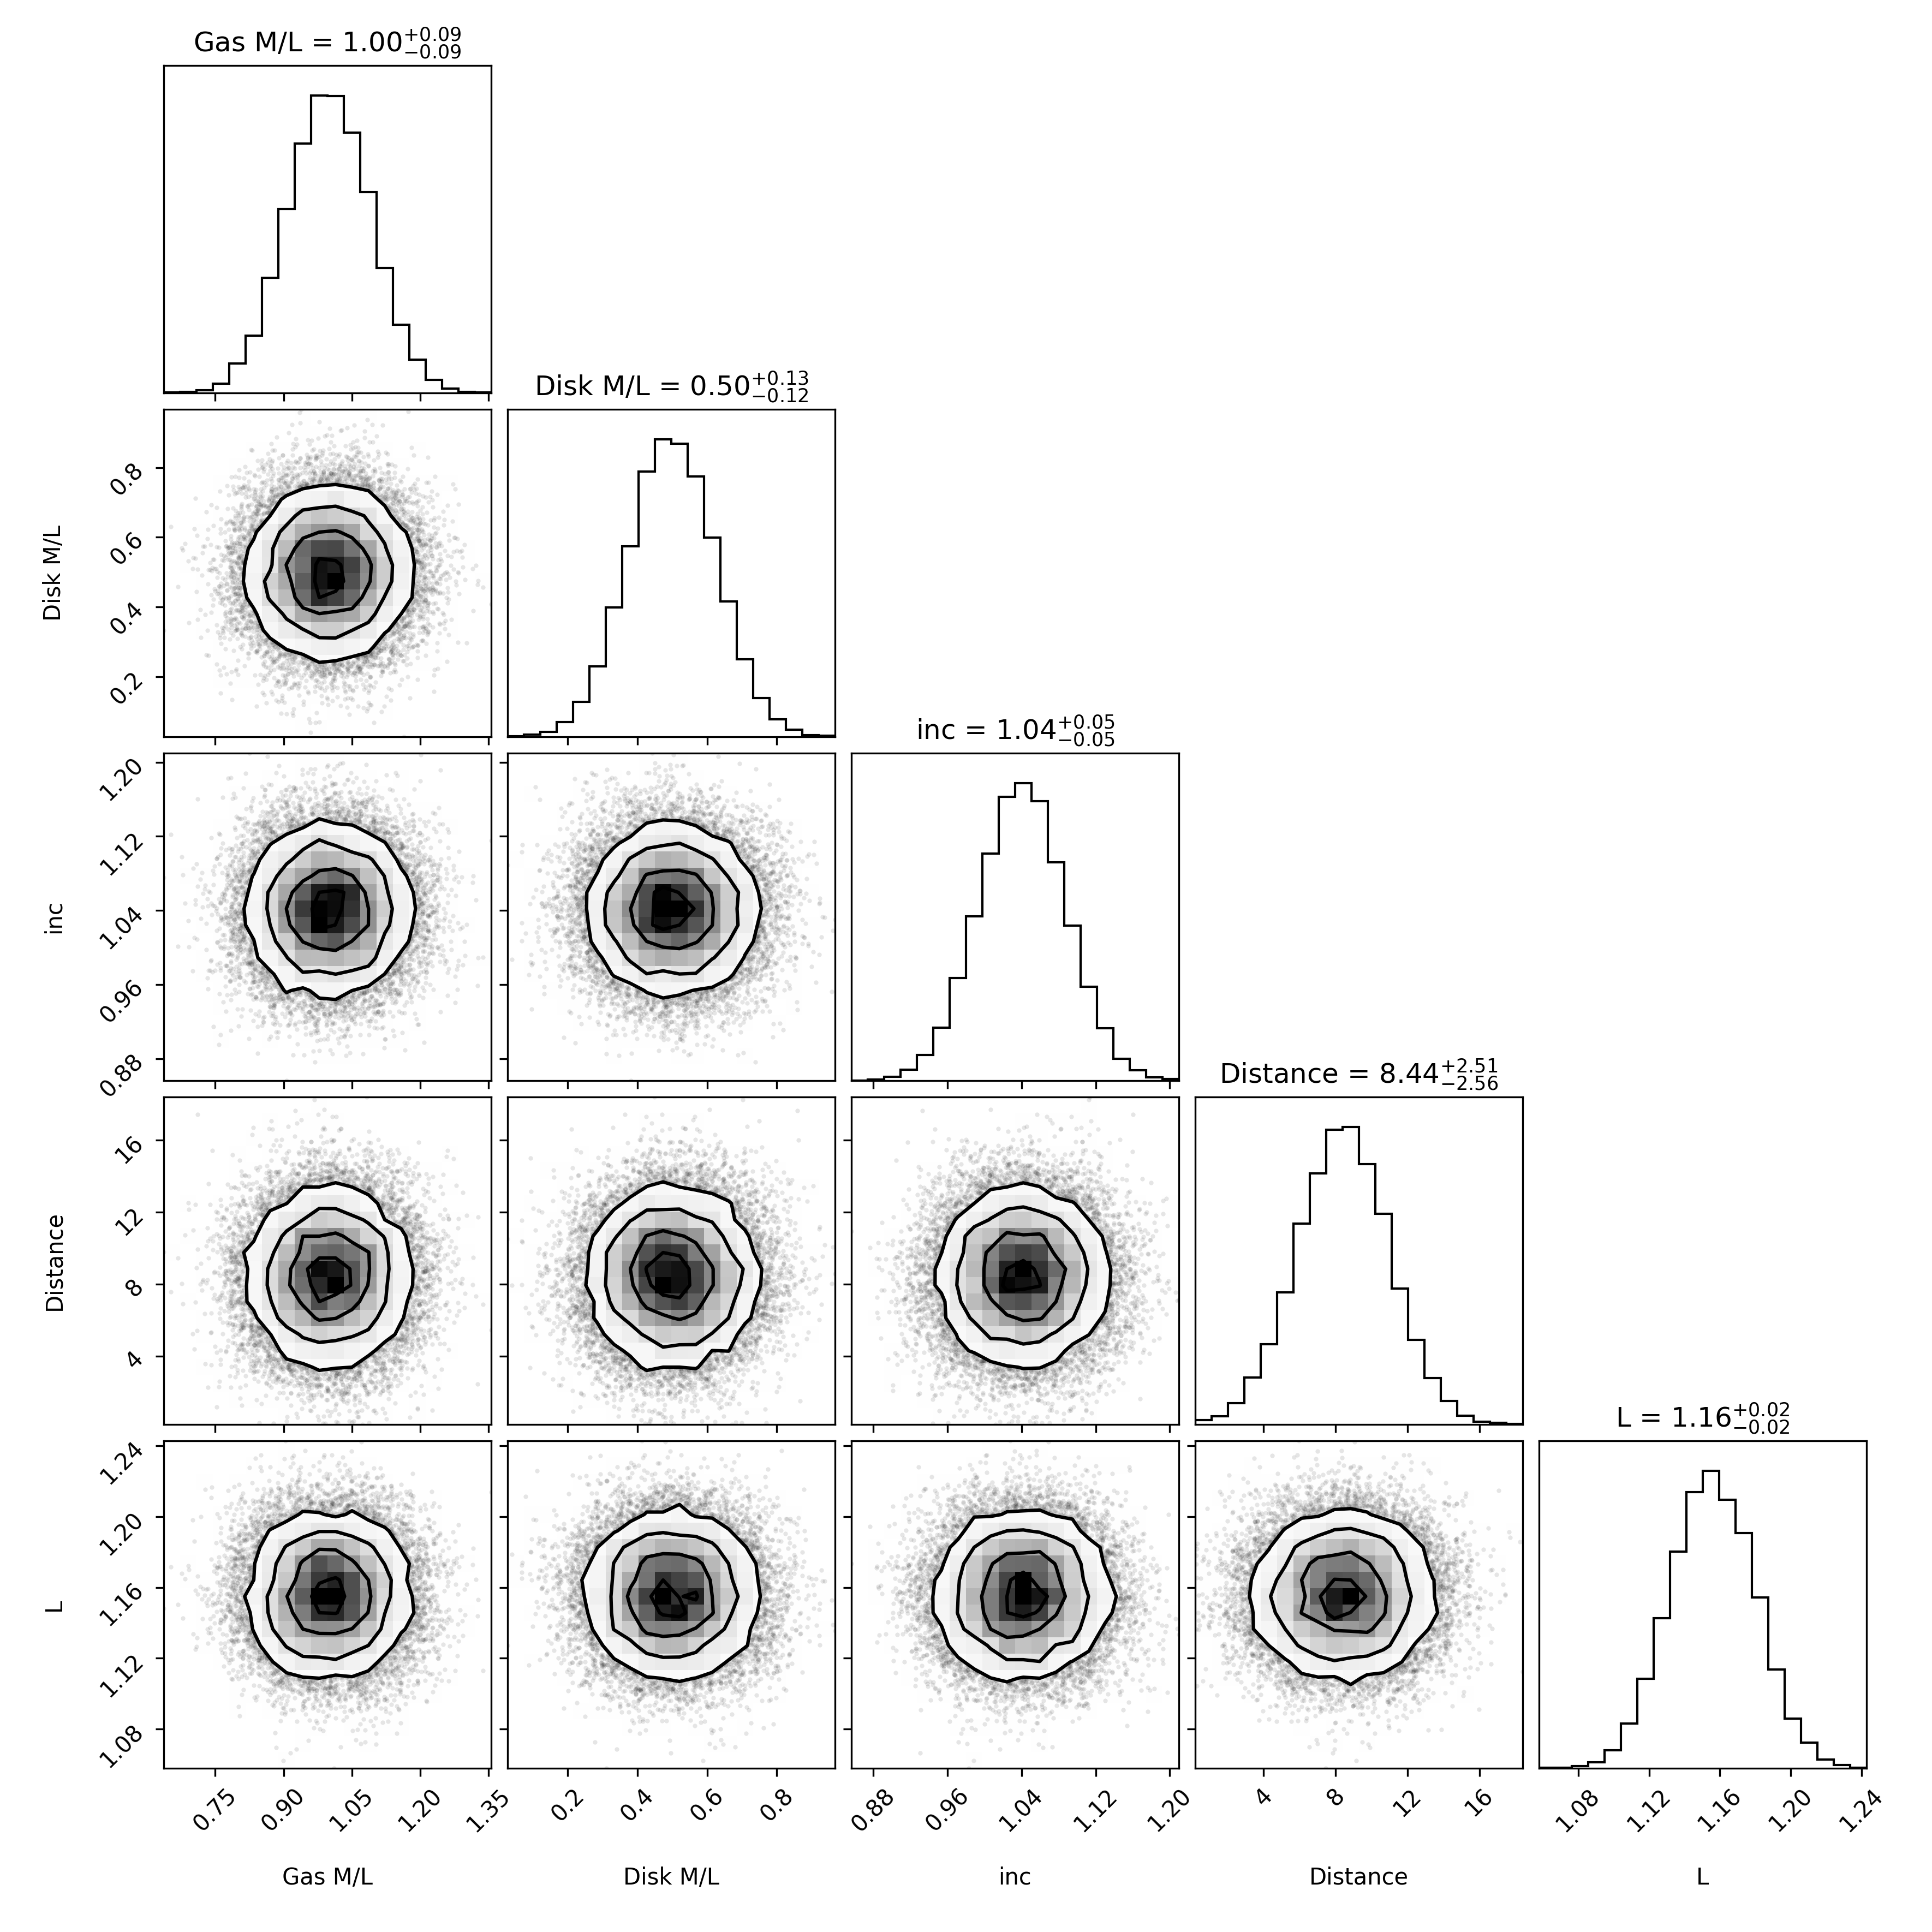 Gas M/L = 1.00 +0.09 −0.09
Disk M/L = 0.50 +0.13 −0.12
Disk M/L
0.8
0.6
0.4
0.2
inc = 1.04 +0.05 −0.05
inc
1.20
1.12
1.04
0.96
0.88
Distance = 8.44 +2.51 −2.56
Distance
16
12
8
4
L = 1.16 +0.02 −0.02
L
1.24
1.20
1.16
1.12
1.08
0.75 0.90 1.05 1.20 1.35
0.2 0.4 0.6 0.8
0.88 0.96 1.04 1.12 1.20
4 8 12 16
1.08 1.12 1.16 1.20 1.24
Gas M/L
Disk M/L
inc
Distance
L